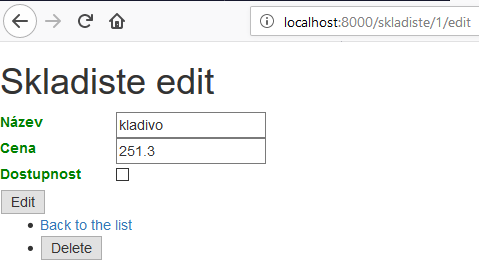 localhost:8000/skladiste/1/edit
Skladiste edit
Název kladivo
Cena 251.3
Dostupnost
Edit
Back to the list
Delete